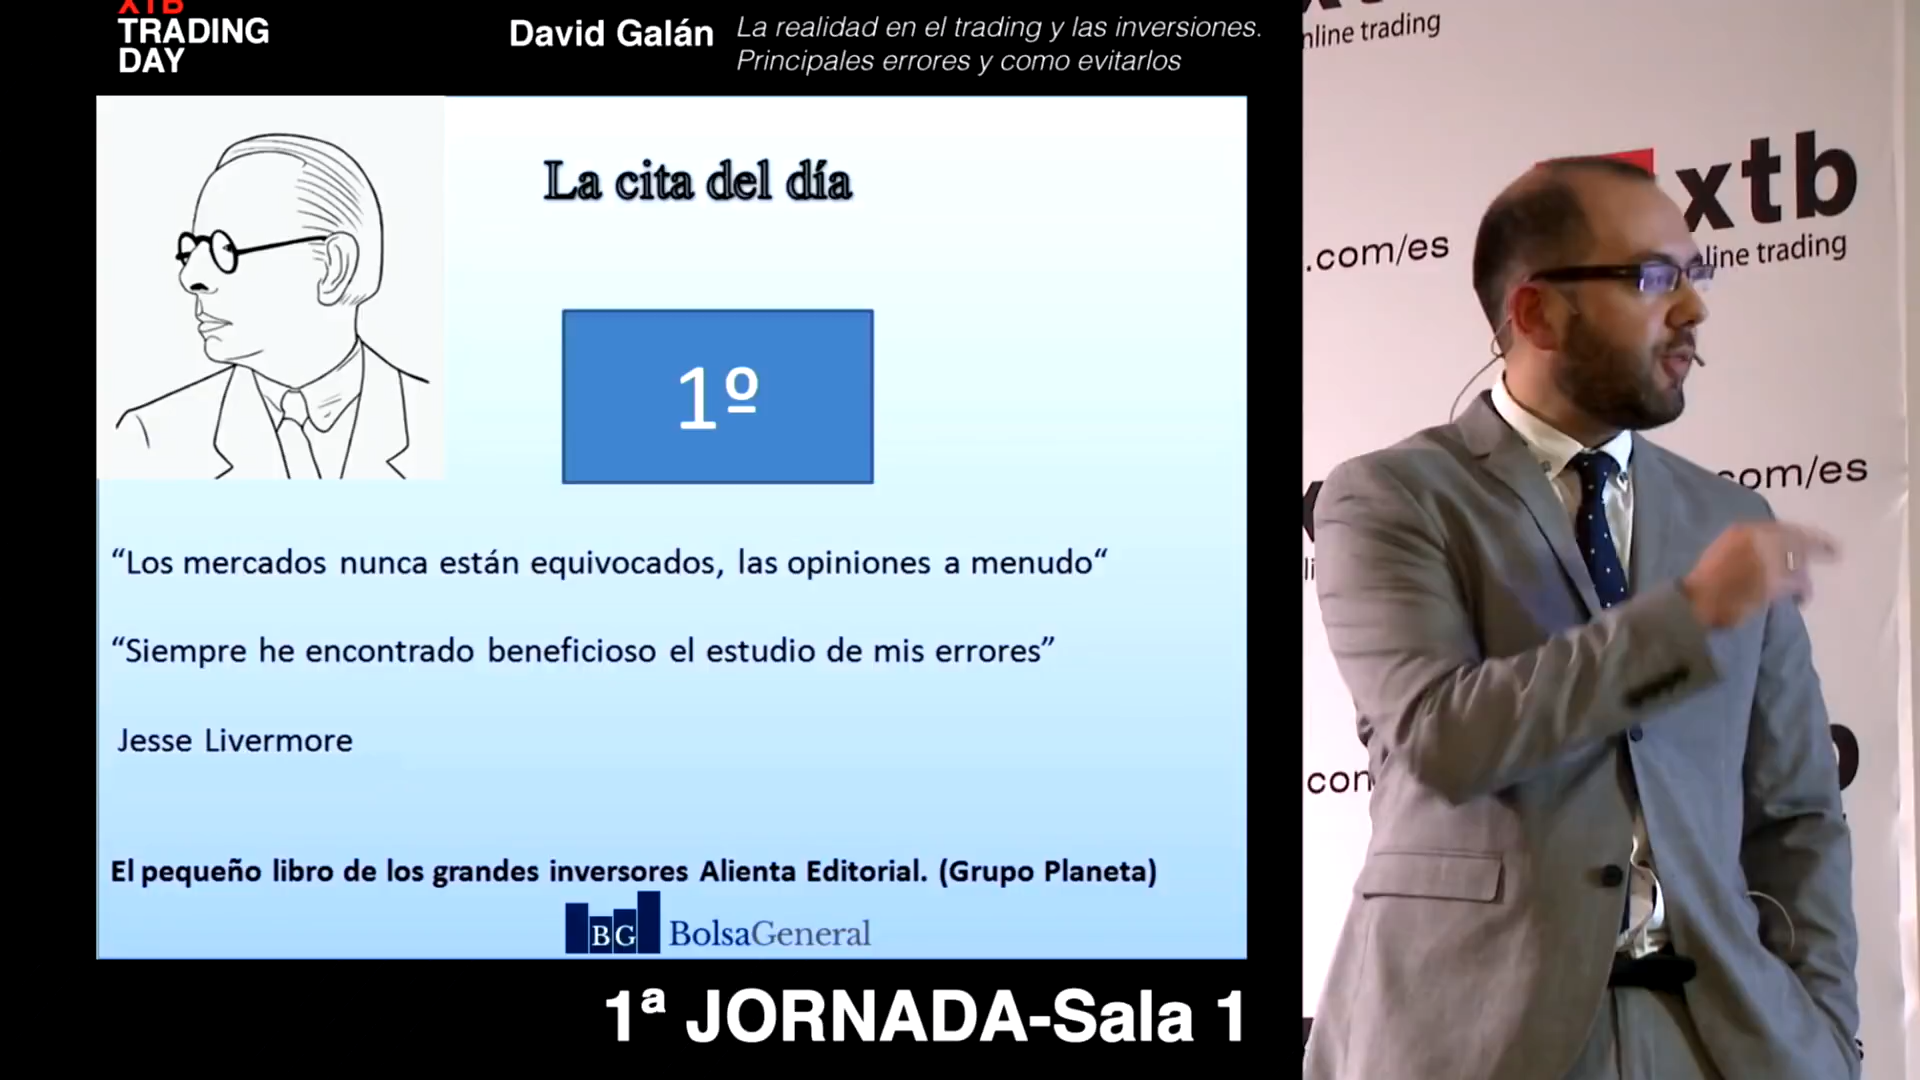 XTB
TRADING
DAY
David Galán
La realidad en el trading y las inversiones.
Principales errores y como evitarlos
La cita del día
1º
“Los mercados nunca están equivocados, las opiniones a menudo“
“Siempre he encontrado beneficioso el estudio de mis errores”
Jesse Livermore
El pequeño libro de los grandes inversores Alienta Editorial. (Grupo Planeta)
BG BolsaGeneral
1ª JORNADA-Sala 1
nline trading
xtb
.com/es
line trading
com/es